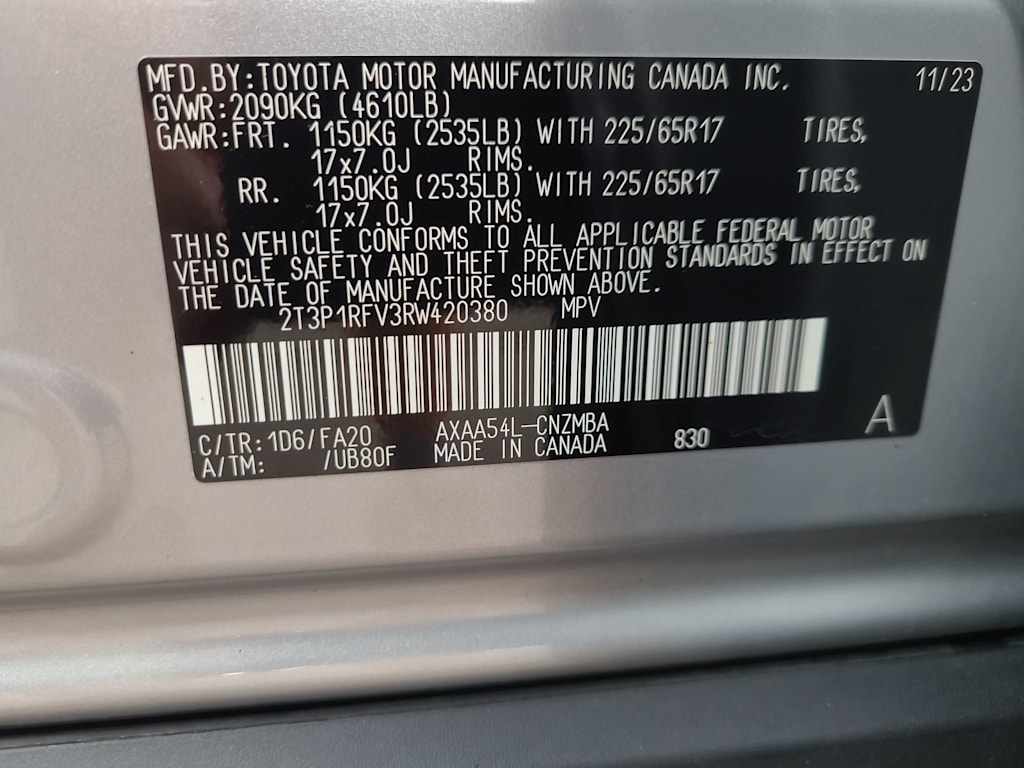 MFD.BY:TOYOTA MOTOR MANUFACTURING CANADA INC. 11/23
GVWR:2090KG (4610LB)
GAWR:FRT. 1150KG (2535LB) WITH 225/65R17 TIRES,
17x7.0J RIMS.
RR. 1150KG (2535LB) WITH 225/65R17 TIRES,
17x7.0J RIMS.
THIS VEHICLE CONFORMS TO ALL APPLICABLE FEDERAL MOTOR
VEHICLE SAFETY AND THEFT PREVENTION STANDARDS IN EFFECT ON
THE DATE OF MANUFACTURE SHOWN ABOVE.
2T3P1RFV3RW420380 MPV
C/TR: 1D6/FA20 AXAA54L-CNZMBA 830 A
A/TM: /UB80F MADE IN CANADA